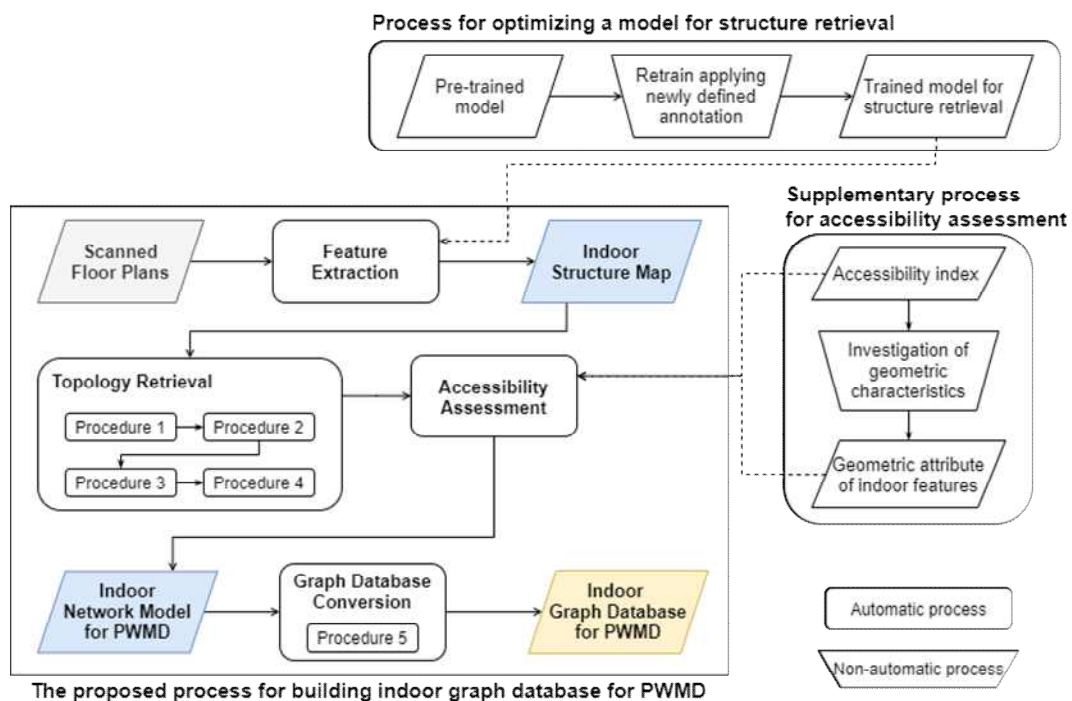 Process for optimizing a model for structure retrieval
Pre-trained
model
Retrain applying
newly defined
annotation
Trained model for
structure retrieval
Supplementary process
for accessibility assessment
Scanned
Floor Plans
Feature
Extraction
Indoor
Structure Map
Accessibility index
Investigation of
geometric
characteristics
Geometric attribute
of indoor features
Topology Retrieval
Procedure 1
Procedure 2
Procedure 3
Procedure 4
Accessibility
Assessment
Indoor
Network Model
for PWMD
Graph Database
Conversion
Procedure 5
Indoor
Graph Database
for PWMD
Automatic process
Non-automatic process
The proposed process for building indoor graph database for PWMD